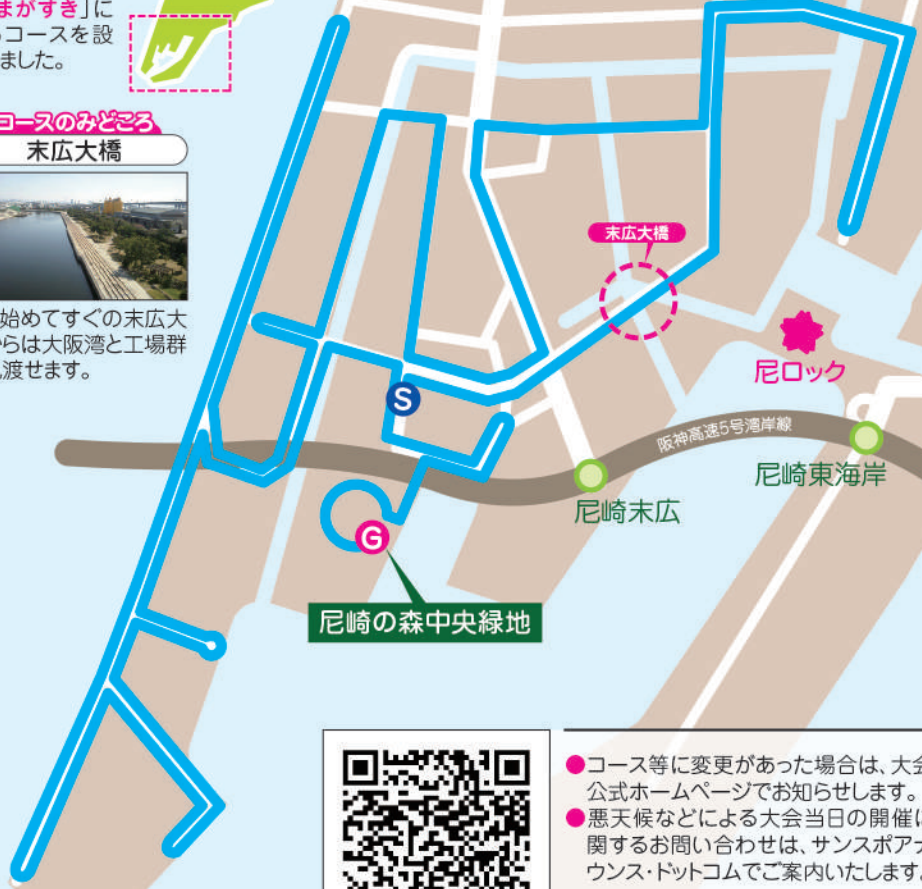 まがすき」に
コースを設
ました。
コースのみどころ
末広大橋
始めてすぐの末広大
らは大阪湾と工場群
渡せます。
末広大橋
S
尼ロック
阪神高速5号湾岸線
尼崎東海岸
尼崎末広
G
尼崎の森中央緑地
●コース等に変更があった場合は、大会
公式ホームページでお知らせします。
●悪天候などによる大会当日の開催に
関するお問い合わせは、サンスポアナ
ウンス・ドットコムでご案内いたします。